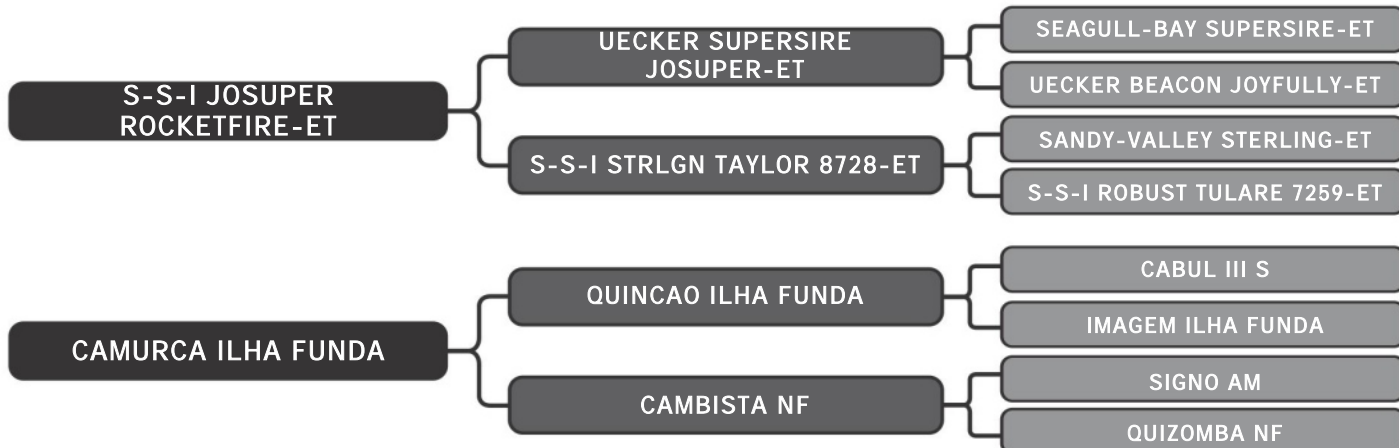 S-S-I JOSUPER
ROCKETFIRE-ET
UECKER SUPERSIRE
JOSUPER-ET
SEAGULL-BAY SUPERSIRE-ET
UECKER BEACON JOYFULLY-ET
S-S-I STRLGN TAYLOR 8728-ET
SANDY-VALLEY STERLING-ET
S-S-I ROBUST TULARE 7259-ET
CAMURCA ILHA FUNDA
QUINCAO ILHA FUNDA
CABUL III S
IMAGEM ILHA FUNDA
CAMBISTA NF
SIGNO AM
QUIZOMBA NF